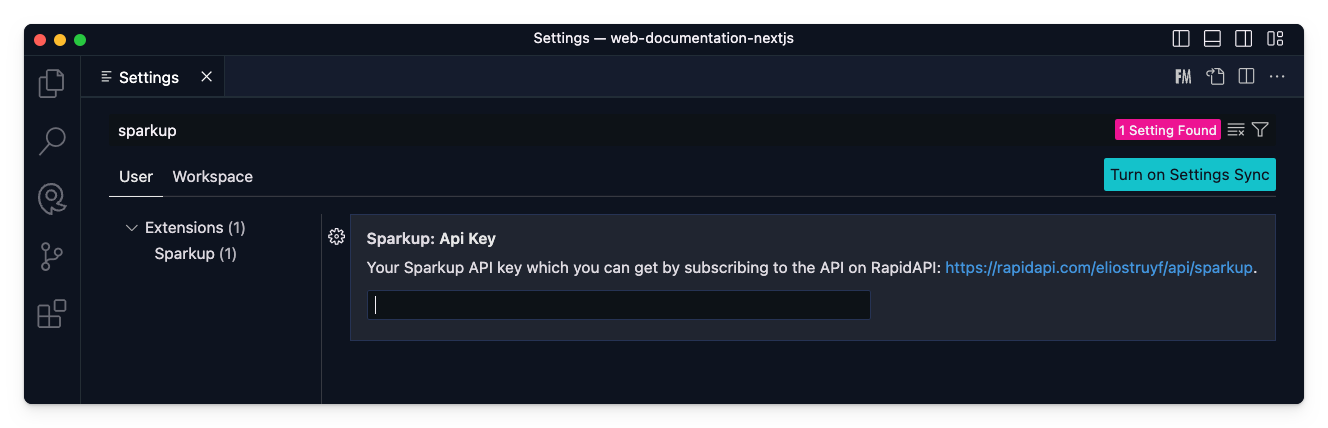 Settings — web-documentation-nextjs
Settings
FM
sparkup
1 Setting Found
User Workspace
Turn on Settings Sync
Extensions (1)
Sparkup (1)
Sparkup: Api Key
Your Sparkup API key which you can get by subscribing to the API on RapidAPI: https://rapidapi.com/eliostruyf/api/sparkup.